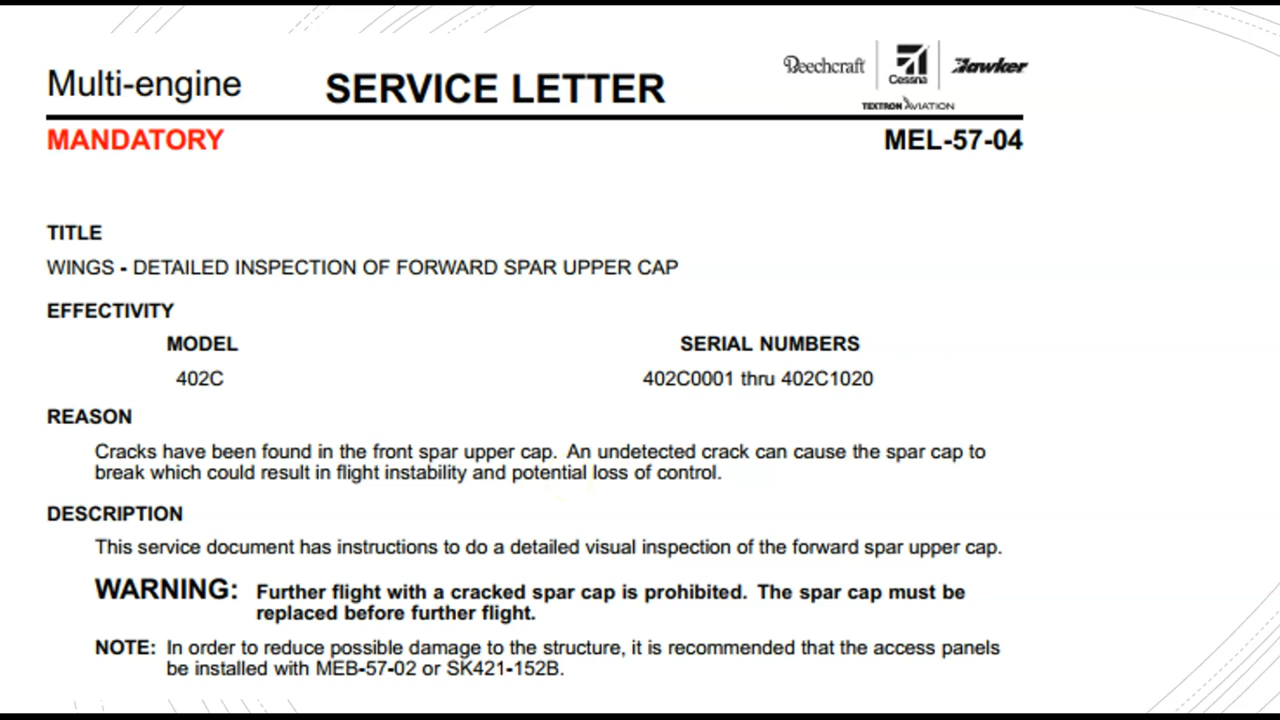 Multi-engine SERVICE LETTER
Beechcraft Cessna Hawker
TEXTRON AVIATION
MANDATORY MEL-57-04
TITLE
WINGS - DETAILED INSPECTION OF FORWARD SPAR UPPER CAP
EFFECTIVITY
MODEL SERIAL NUMBERS
402C 402C0001 thru 402C1020
REASON
Cracks have been found in the front spar upper cap. An undetected crack can cause the spar cap to
break which could result in flight instability and potential loss of control.
DESCRIPTION
This service document has instructions to do a detailed visual inspection of the forward spar upper cap.
WARNING: Further flight with a cracked spar cap is prohibited. The spar cap must be
replaced before further flight.
NOTE: In order to reduce possible damage to the structure, it is recommended that the access panels
be installed with MEB-57-02 or SK421-152B.